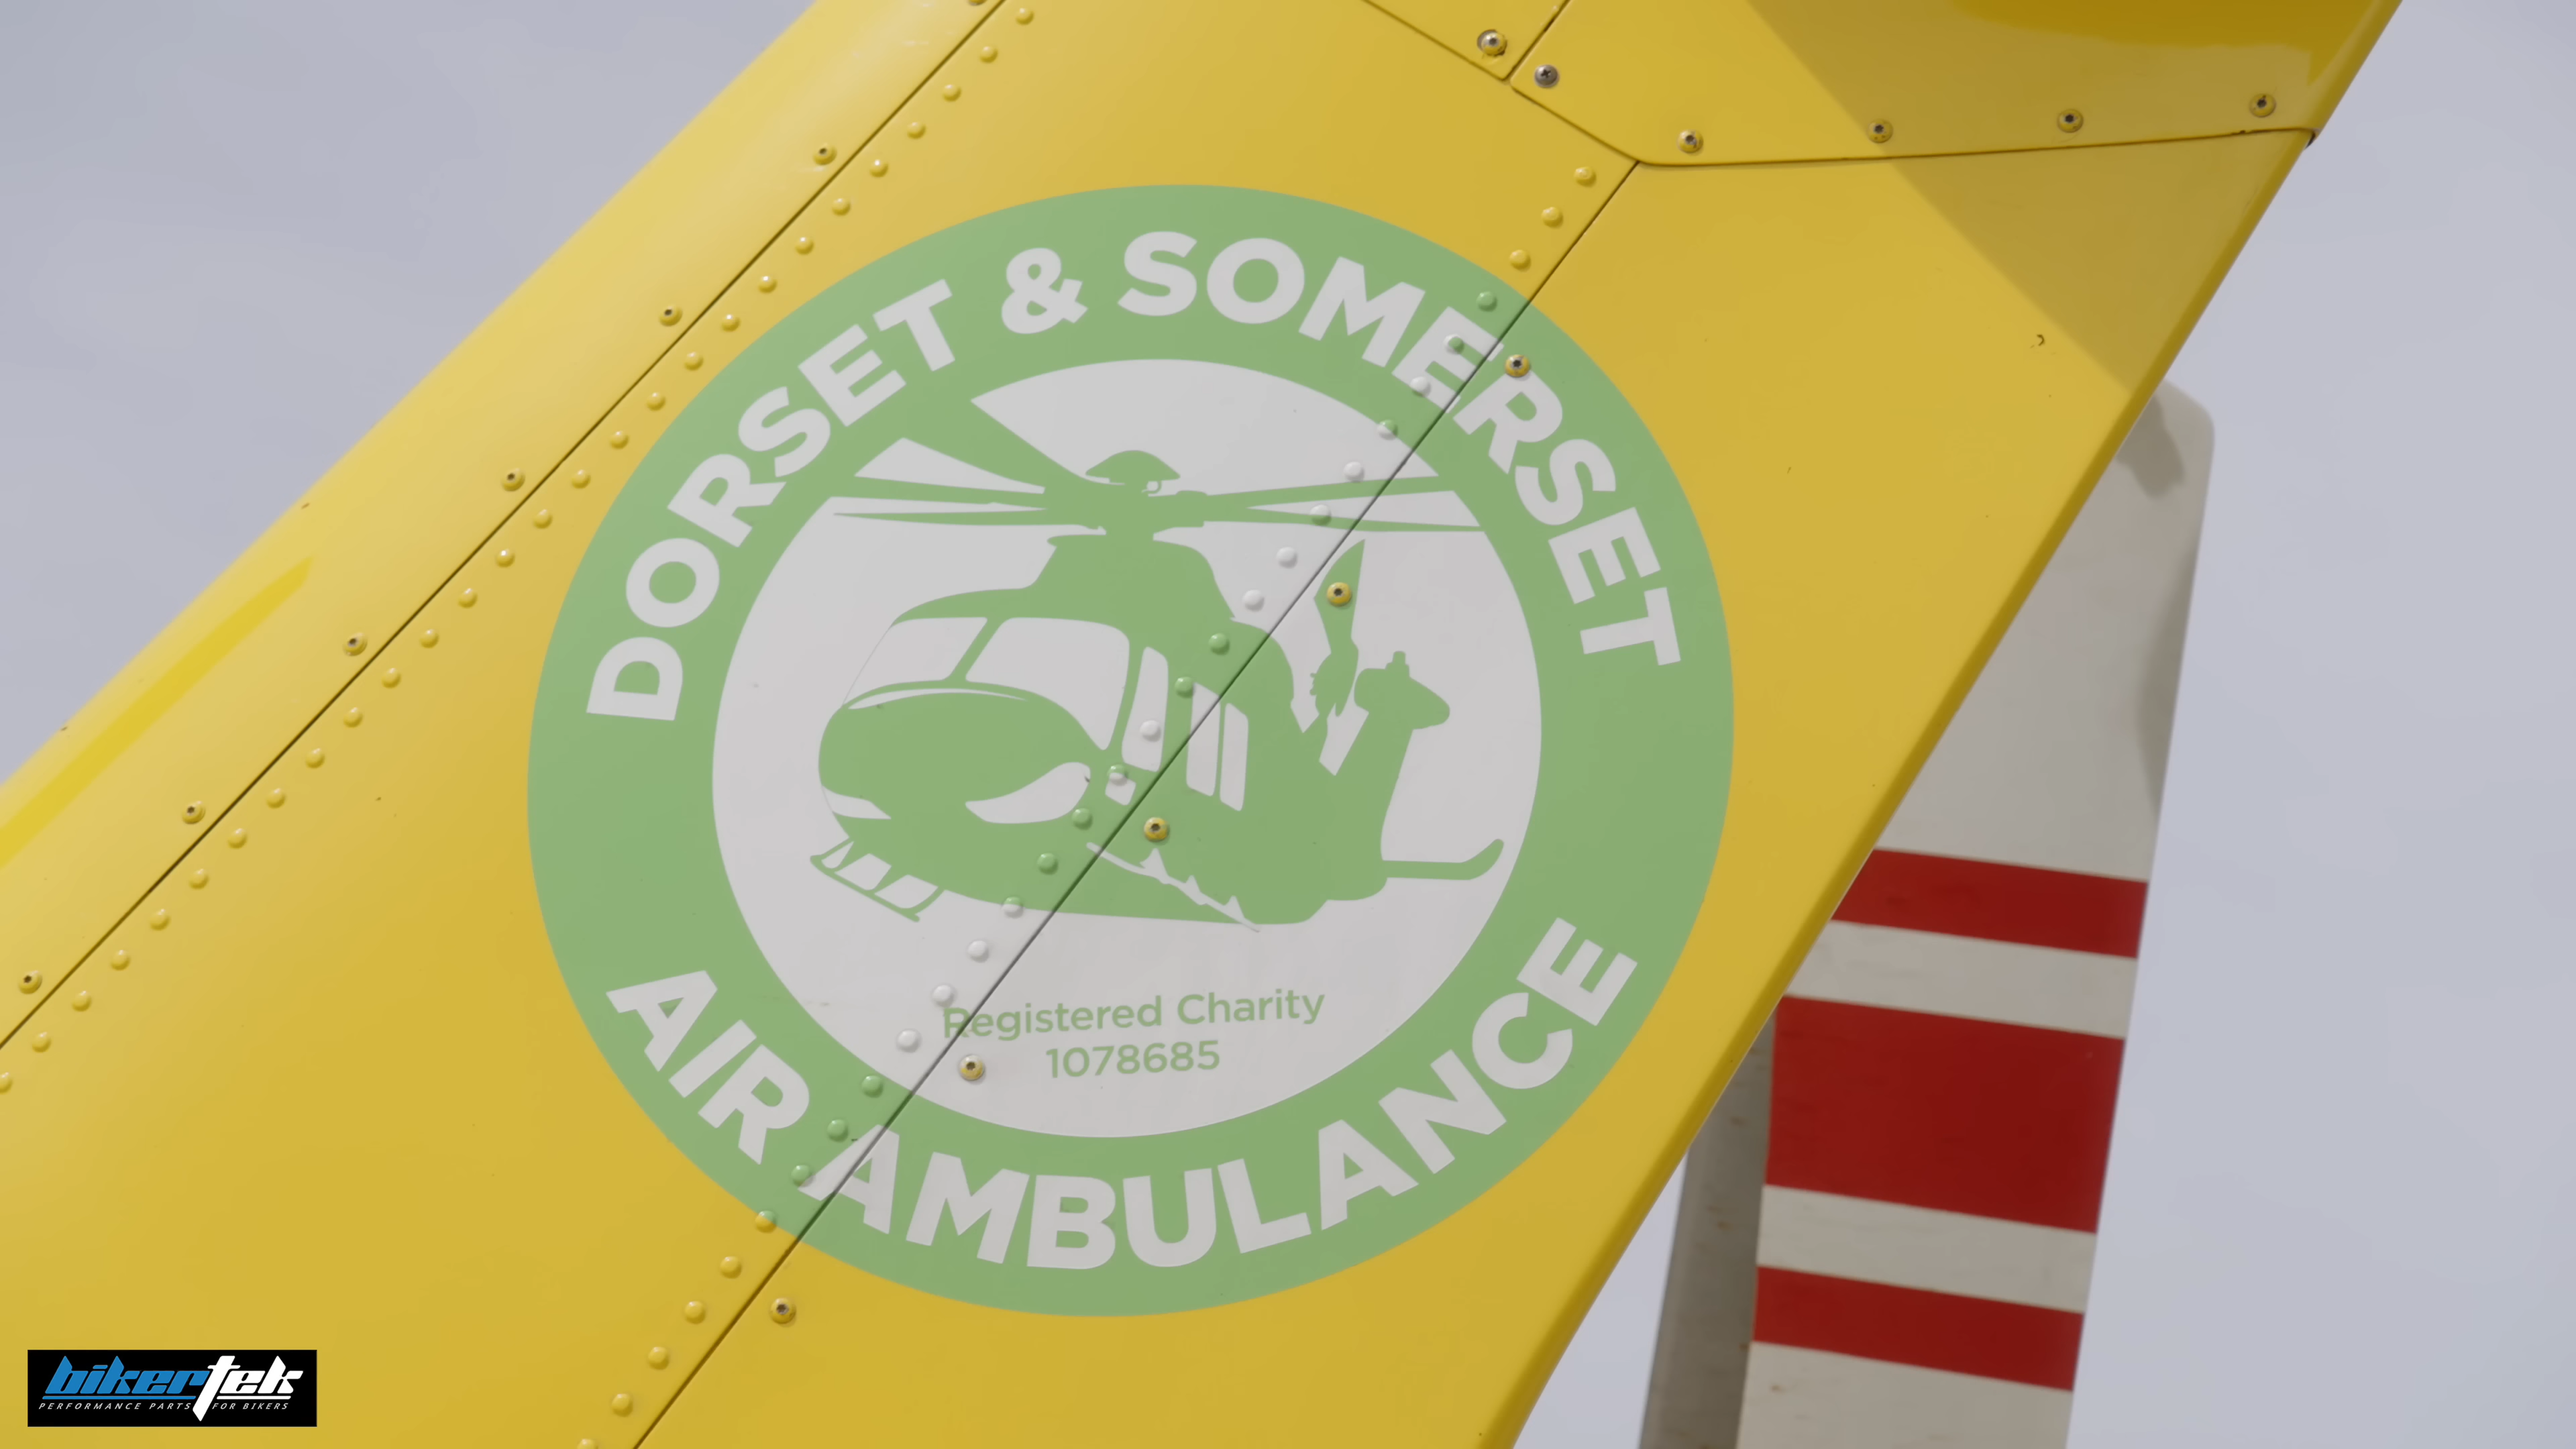 DORSET & SOMERSET
Registered Charity
1078685
AIR AMBULANCE
bikertek
PERFORMANCE PARTS FOR BIKERS